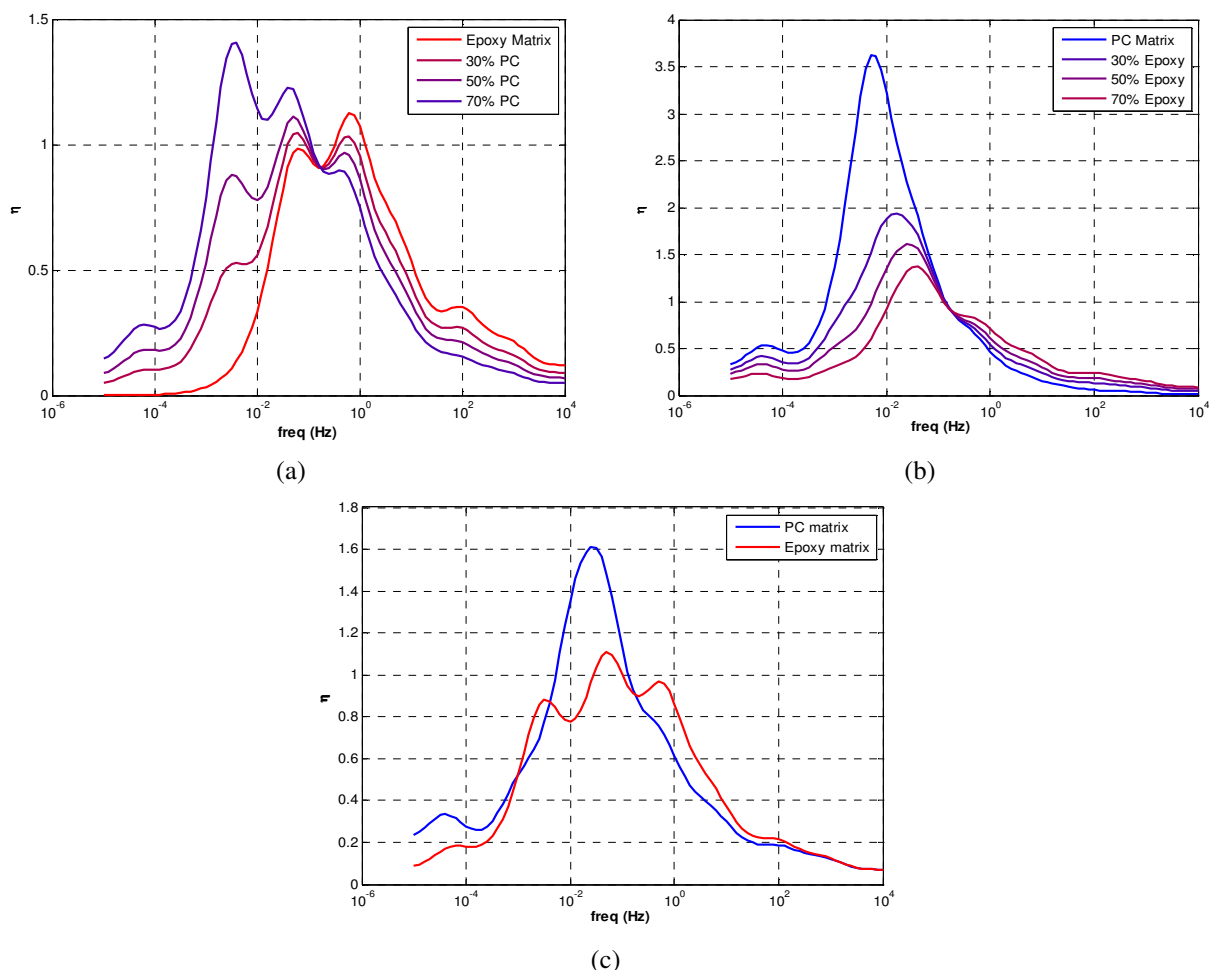 1.5
1
0.5
0
η
10^-6
10^-4
10^-2
10^0
10^2
10^4
freq (Hz)
Epoxy Matrix
30% PC
50% PC
70% PC
(a)
4
3.5
3
2.5
2
1.5
1
0.5
0
η
10^-6
10^-4
10^-2
10^0
10^2
10^4
freq (Hz)
PC Matrix
30% Epoxy
50% Epoxy
70% Epoxy
(b)
1.8
1.6
1.4
1.2
1
0.8
0.6
0.4
0.2
0
η
10^-6
10^-4
10^-2
10^0
10^2
10^4
freq (Hz)
PC matrix
Epoxy matrix
(c)